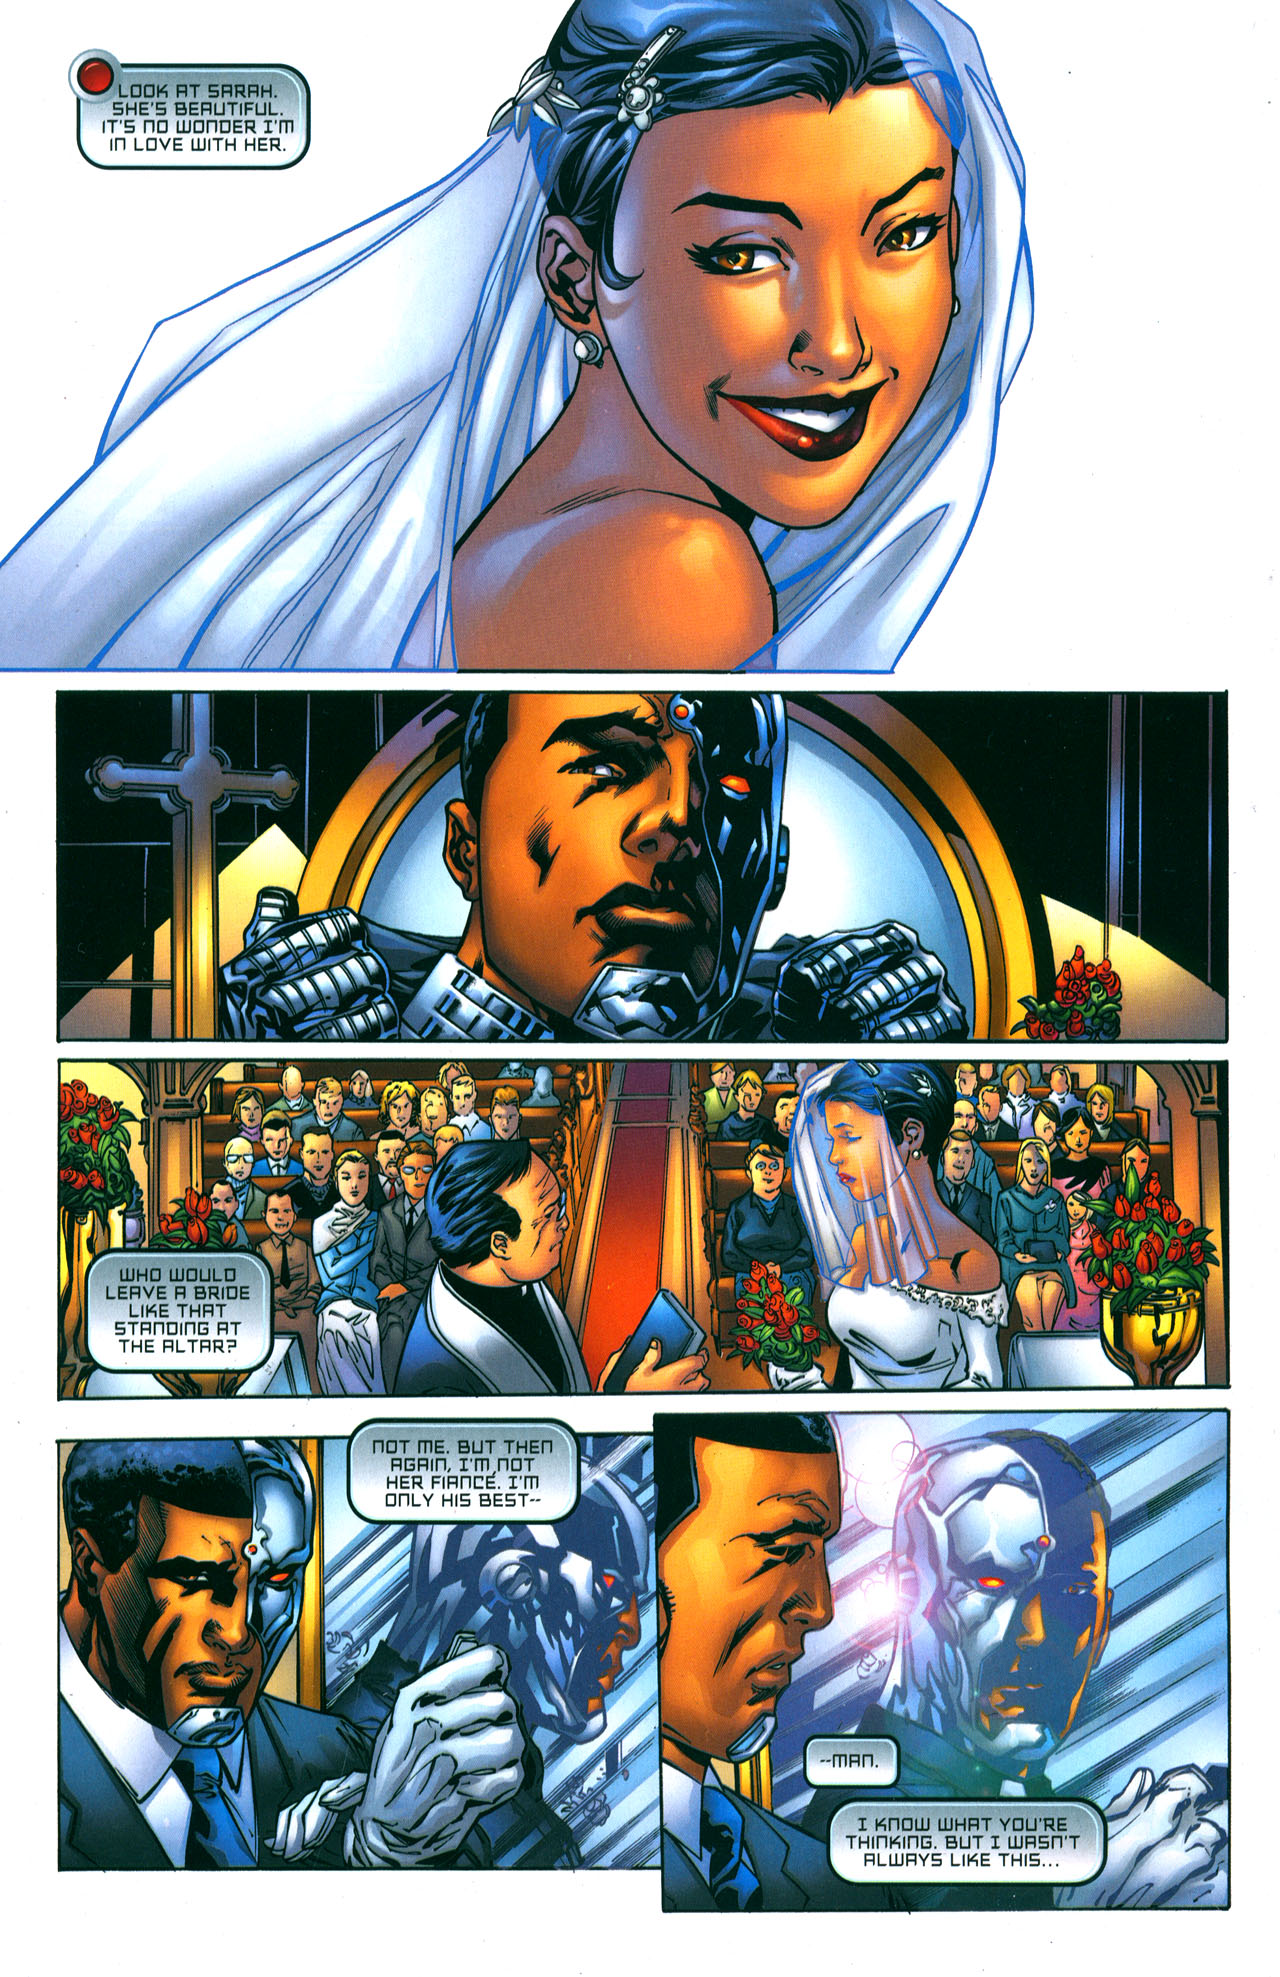 LOOK AT SARAH.
SHE'S BEAUTIFUL.
IT'S NO WONDER I'M
IN LOVE WITH HER.
WHO WOULD
LEAVE A BRIDE
LIKE THAT
STANDING AT
THE ALTAR?
NOT ME. BUT THEN
AGAIN, I'M NOT
HER FIANCÉ. I'M
ONLY HIS BEST--
--MAN.
I KNOW WHAT YOU'RE
THINKING. BUT I WASN'T
ALWAYS LIKE THIS...